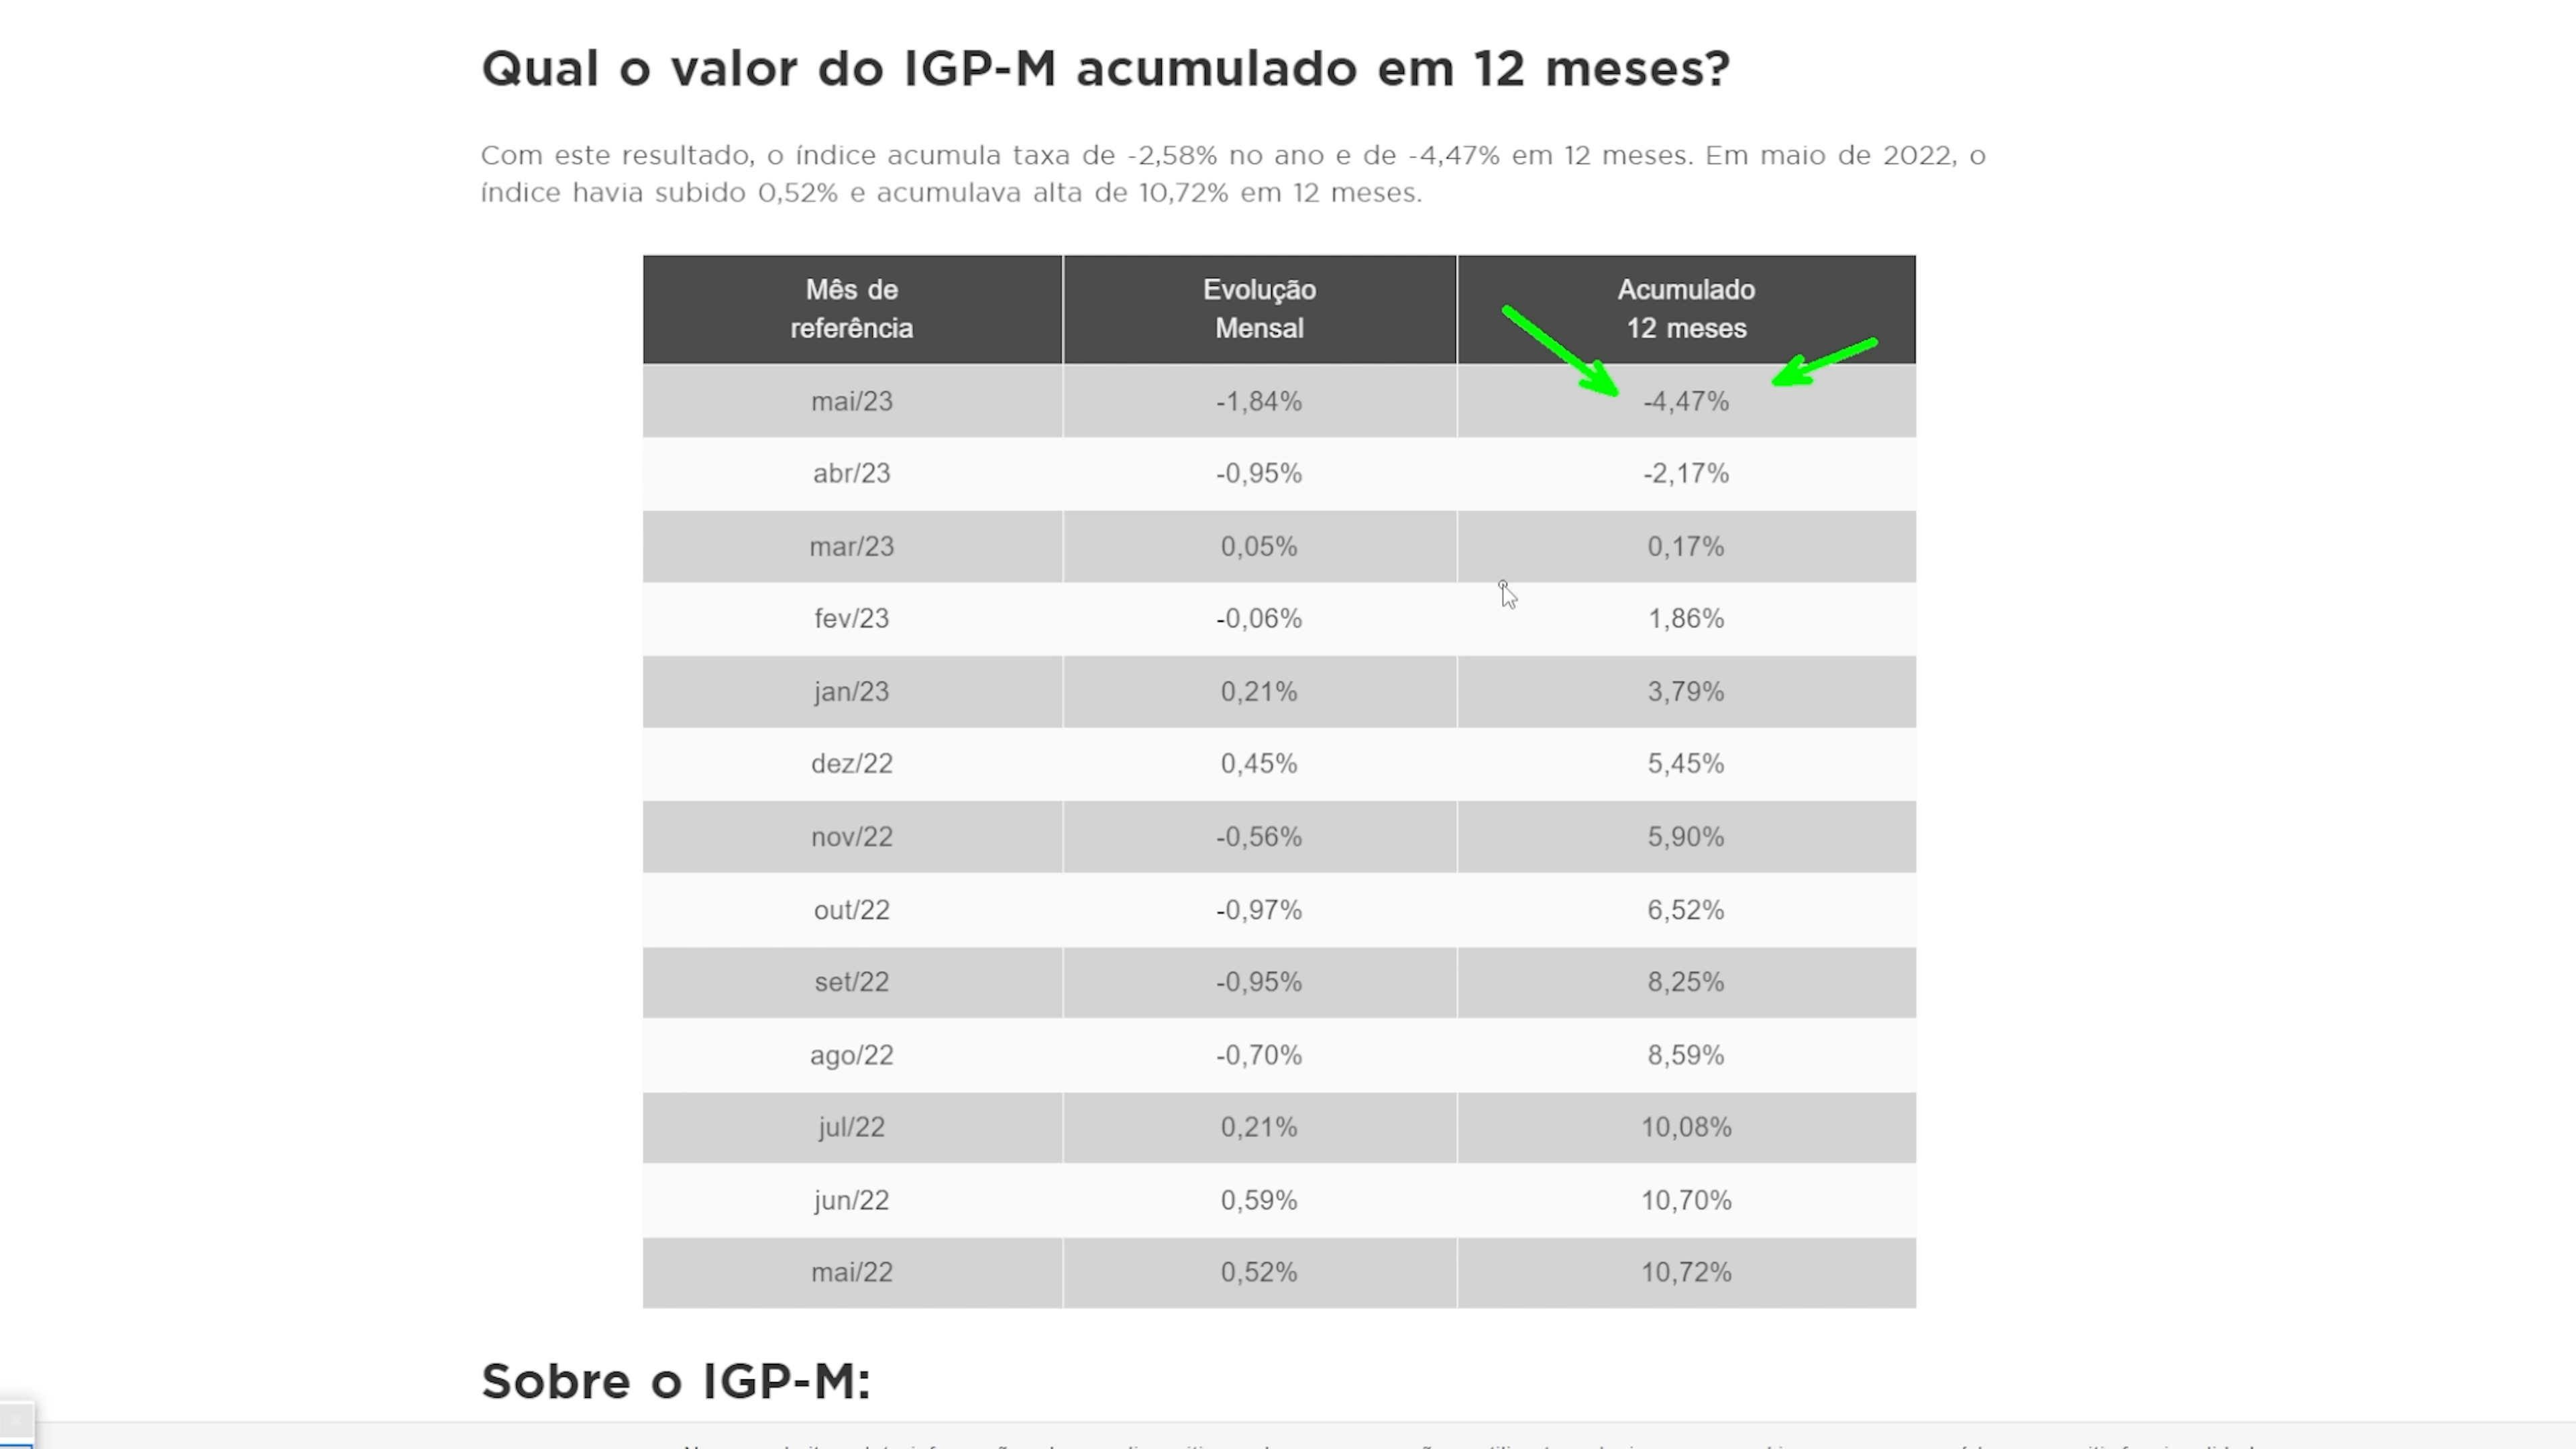 Qual o valor do IGP-M acumulado em 12 meses?
Com este resultado, o índice acumula taxa de -2,58% no ano e de -4,47% em 12 meses. Em maio de 2022, o
índice havia subido 0,52% e acumulava alta de 10,72% em 12 meses.
Mês de referência Evolução Mensal Acumulado 12 meses
mai/23 -1,84% -4,47%
abr/23 -0,95% -2,17%
mar/23 0,05% 0,17%
fev/23 -0,06% 1,86%
jan/23 0,21% 3,79%
dez/22 0,45% 5,45%
nov/22 -0,56% 5,90%
out/22 -0,97% 6,52%
set/22 -0,95% 8,25%
ago/22 -0,70% 8,59%
jul/22 0,21% 10,08%
jun/22 0,59% 10,70%
mai/22 0,52% 10,72%
Sobre o IGP-M: